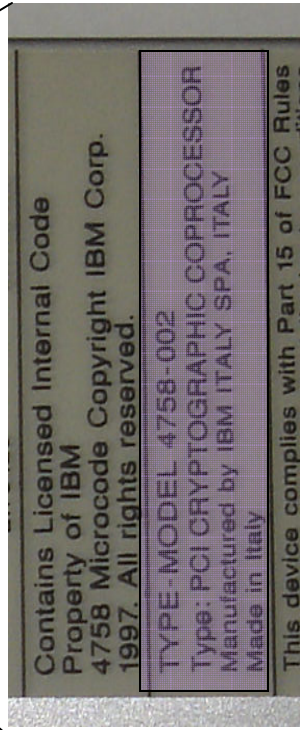 Contains Licensed Internal Code
Property of IBM
4758 Microcode Copyright IBM Corp.
1997. All rights reserved.
TYPE-MODEL 4758-002
Type: PCI CRYPTOGRAPHIC COPROCESSOR
Manufactured by IBM ITALY SPA, ITALY
Made in Italy
This device complies with Part 15 of FCC Rules